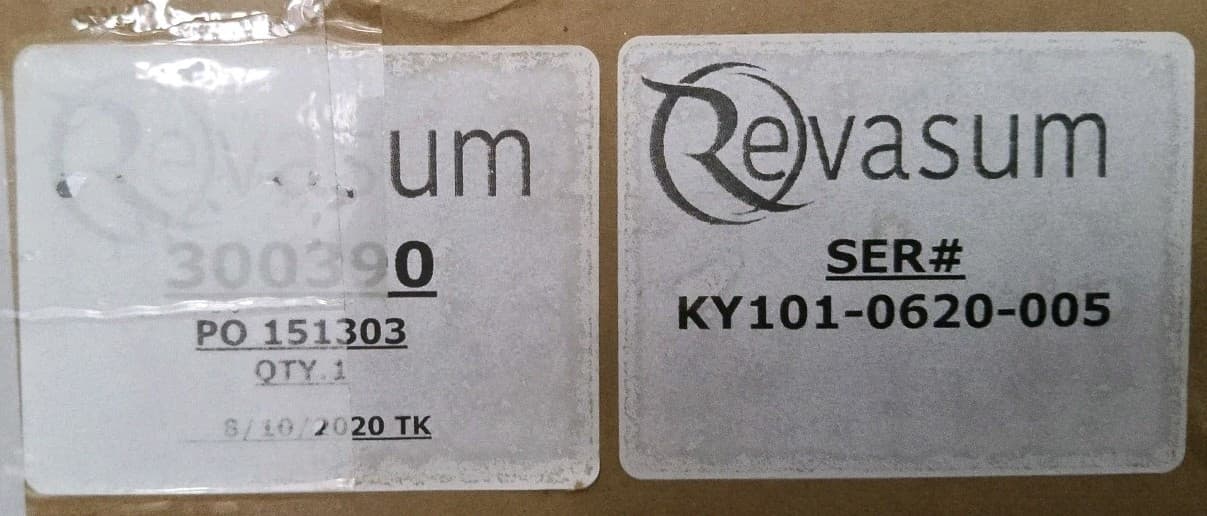 Revasum
300390
PO 151303
QTY.1
8/10/2020 TK
Revasum
SER#
KY101-0620-005